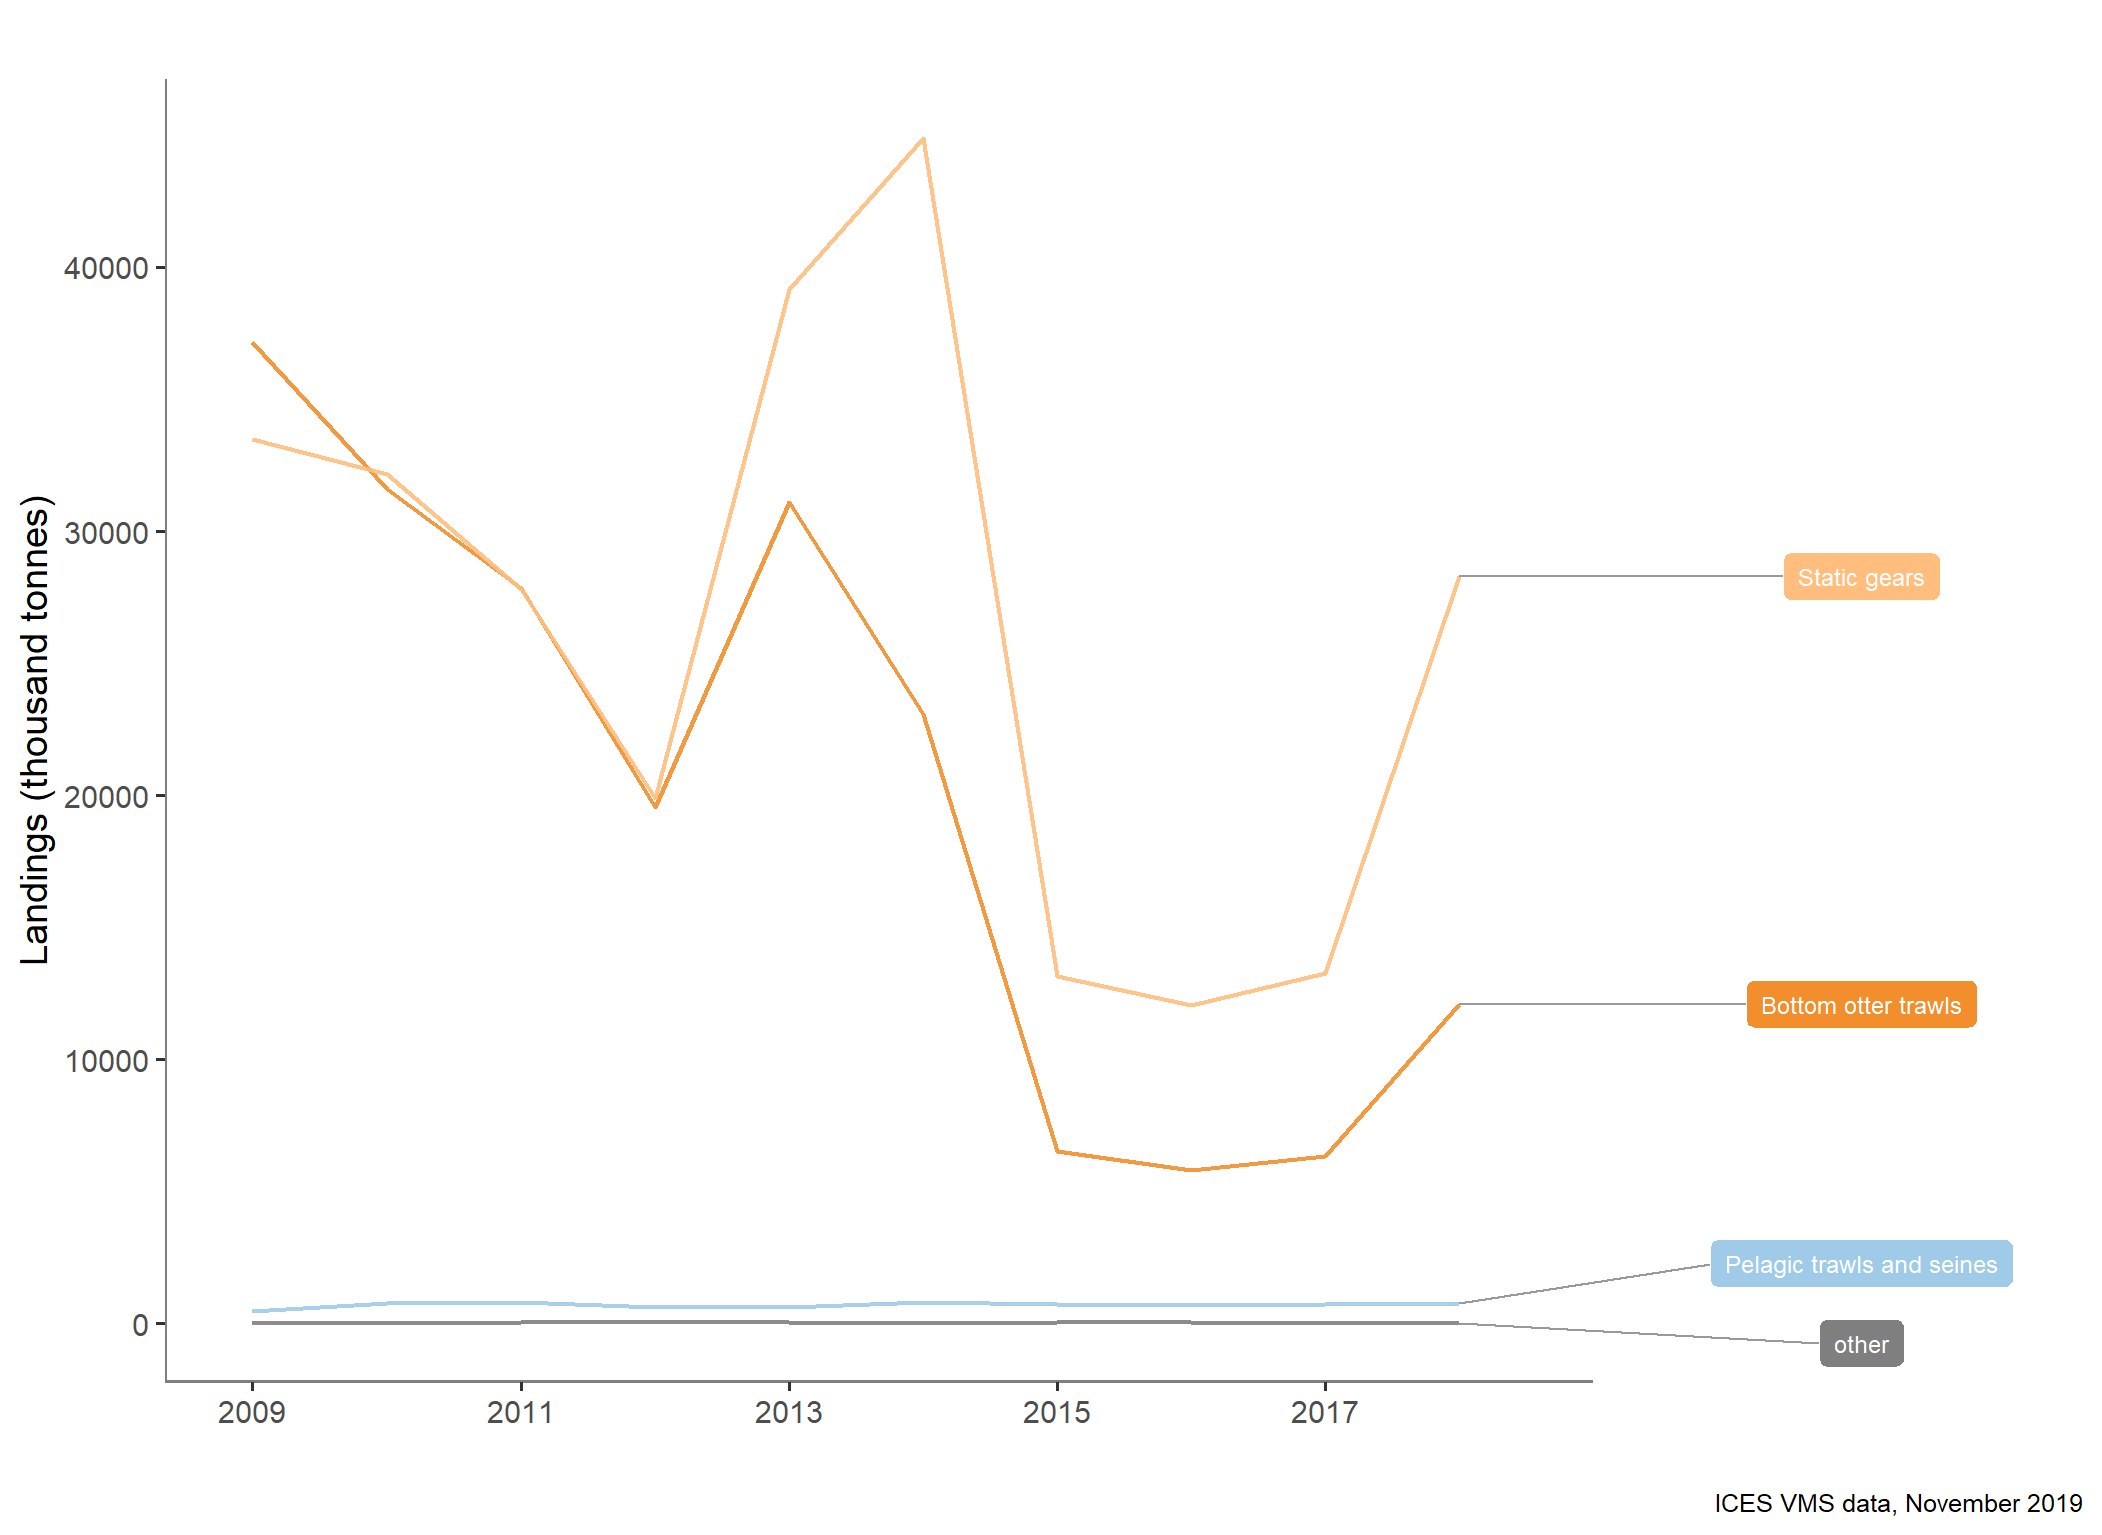 Landings (thousand tonnes)
40000
30000
20000
10000
0
2009
2011
2013
2015
2017
Static gears
Bottom otter trawls
Pelagic trawls and seines
other
ICES VMS data, November 2019